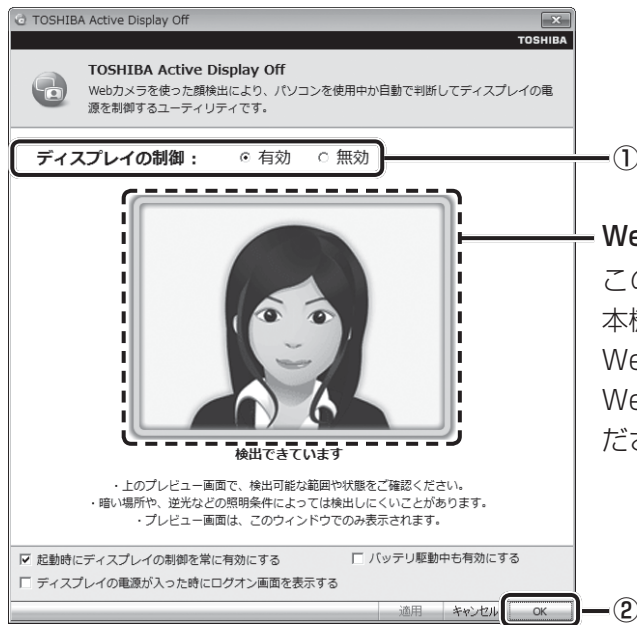 TOSHIBA Active Display Off
TOSHIBA
TOSHIBA Active Display Off
Webカメラを使った顔検出により、パソコンを使用中か自動で判断してディスプレイの電
源を制御するユーティリティです。
ディスプレイの制御： 有効 無効
①
We
この
本機
We
We
ださ
検出できています
・上のプレビュー画面で、検出可能な範囲や状態をご確認ください。
・暗い場所や、逆光などの照明条件によっては検出しにくいことがあります。
・プレビュー画面は、このウィンドウでのみ表示されます。
起動時にディスプレイの制御を常に有効にする バッテリ駆動中も有効にする
ディスプレイの電源が入った時にログオン画面を表示する
適用 キャンセル OK
②